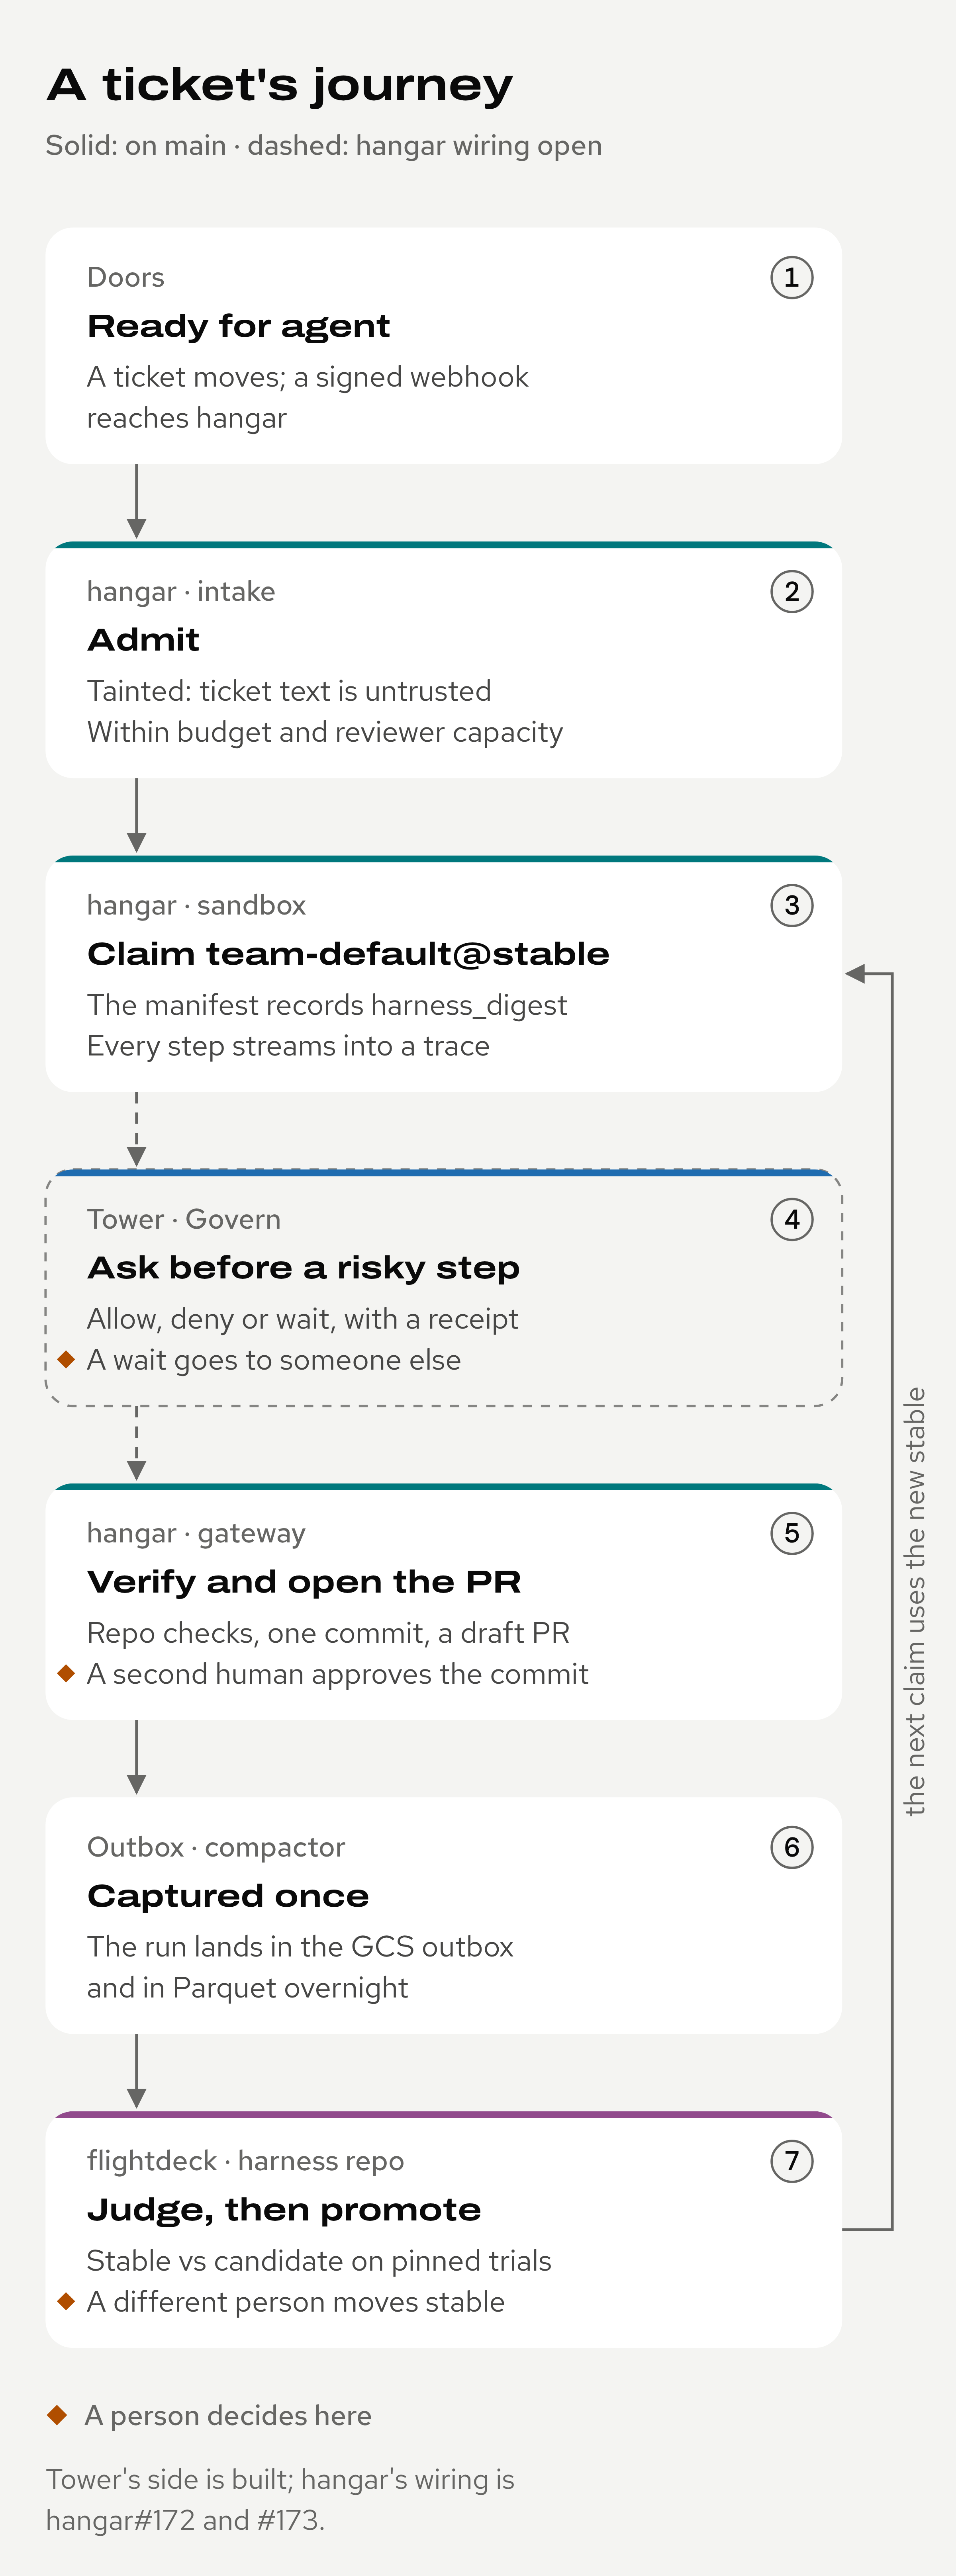 A ticket's journey
Solid: on main · dashed: hangar wiring open
Doors
1
Ready for agent
A ticket moves; a signed webhook
reaches hangar
hangar · intake
2
Admit
Tainted: ticket text is untrusted
Within budget and reviewer capacity
hangar · sandbox
3
Claim team-default@stable
The manifest records harness_digest
Every step streams into a trace
Tower · Govern
4
Ask before a risky step
Allow, deny or wait, with a receipt
A wait goes to someone else
hangar · gateway
5
Verify and open the PR
Repo checks, one commit, a draft PR
A second human approves the commit
Outbox · compactor
6
Captured once
The run lands in the GCS outbox
and in Parquet overnight
flightdeck · harness repo
7
Judge, then promote
Stable vs candidate on pinned trials
A different person moves stable
the next claim uses the new stable
A person decides here
Tower's side is built; hangar's wiring is
hangar#172 and #173.